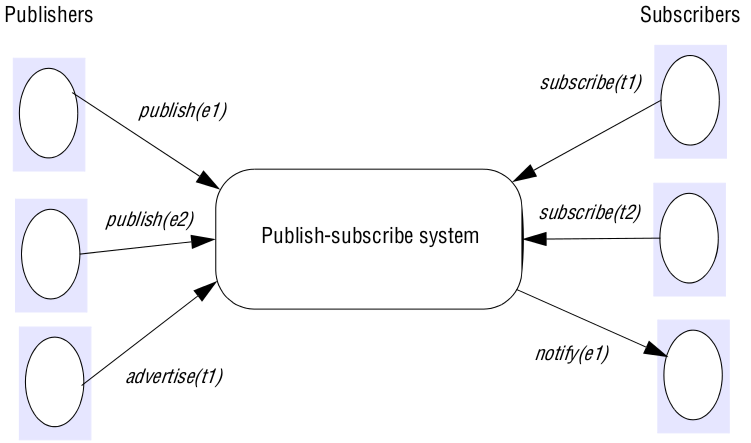 Publishers
Subscribers
publish(e1)
subscribe(t1)
publish(e2)
subscribe(t2)
Publish-subscribe system
advertise(t1)
notify(e1)